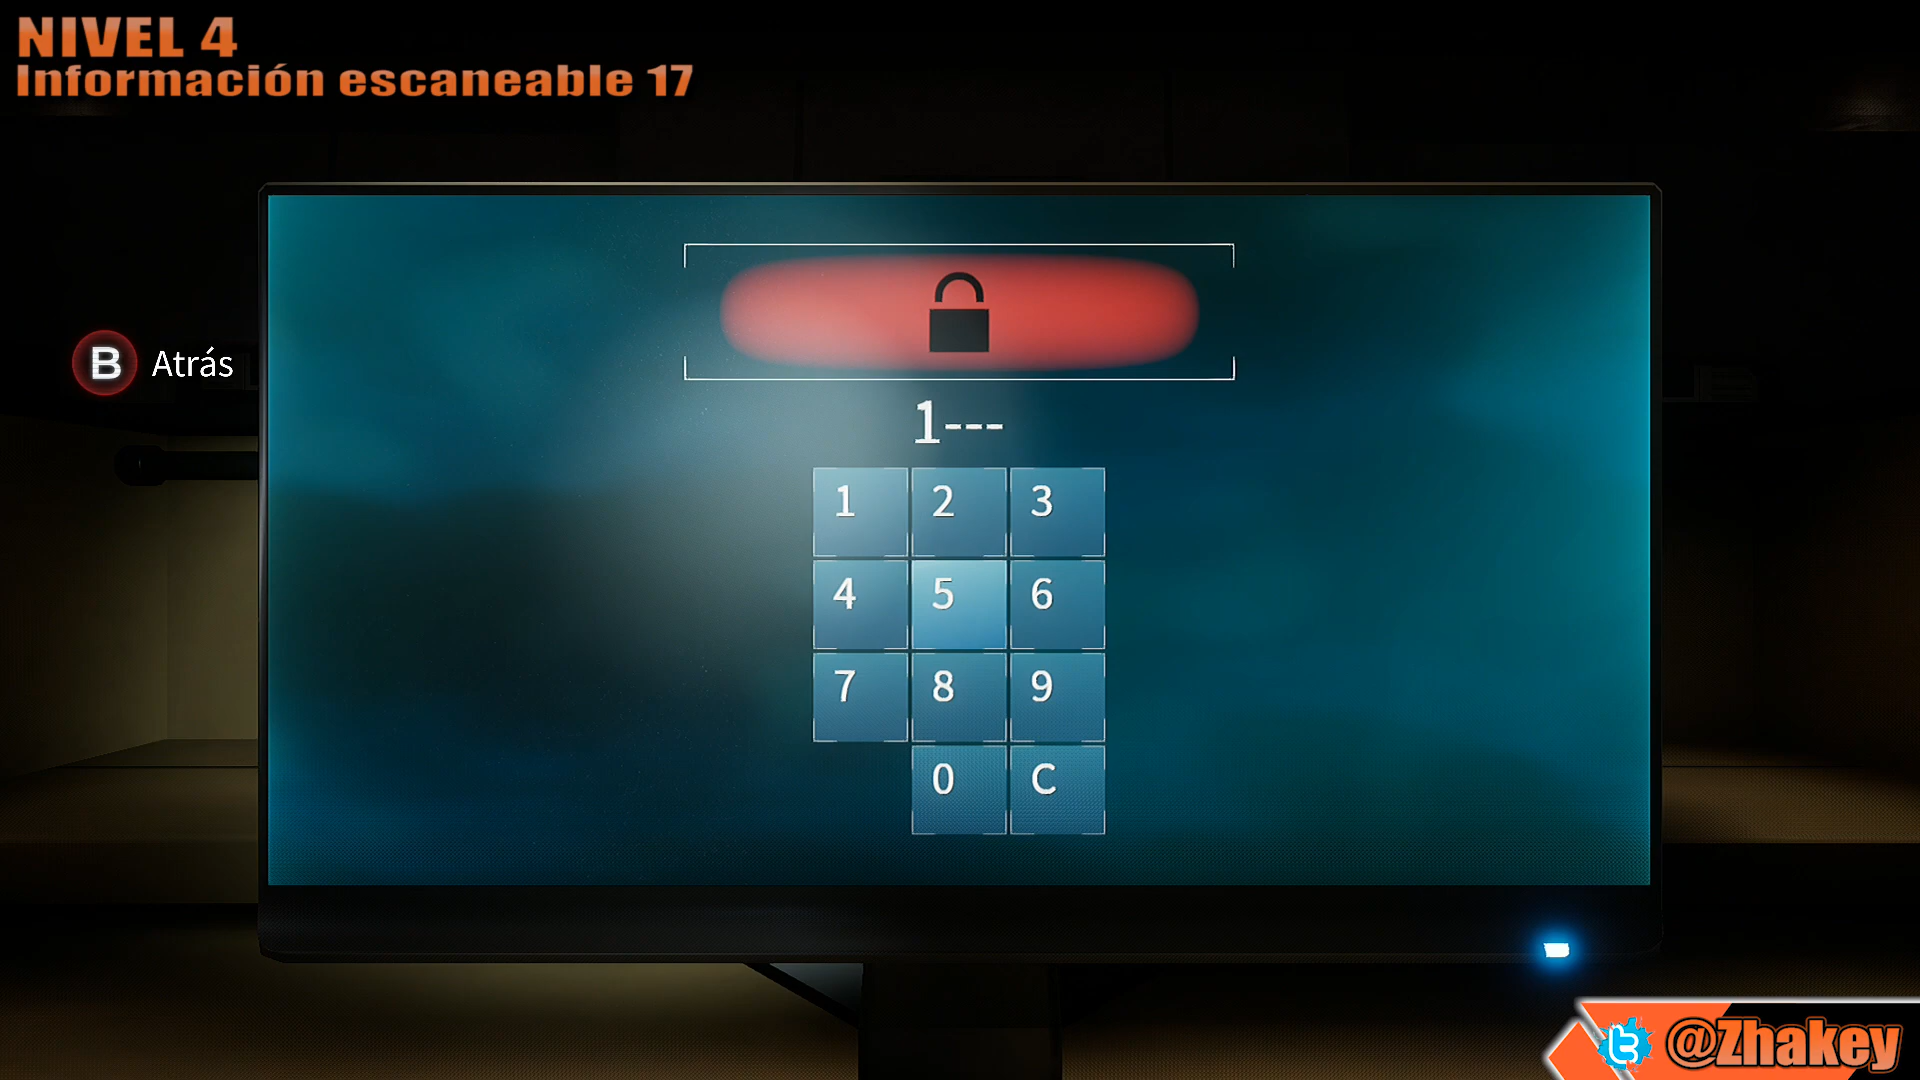 NIVEL 4
Información escaneable 17
B Atrás
1---
1 2 3
4 5 6
7 8 9
0 C
@Zhakey